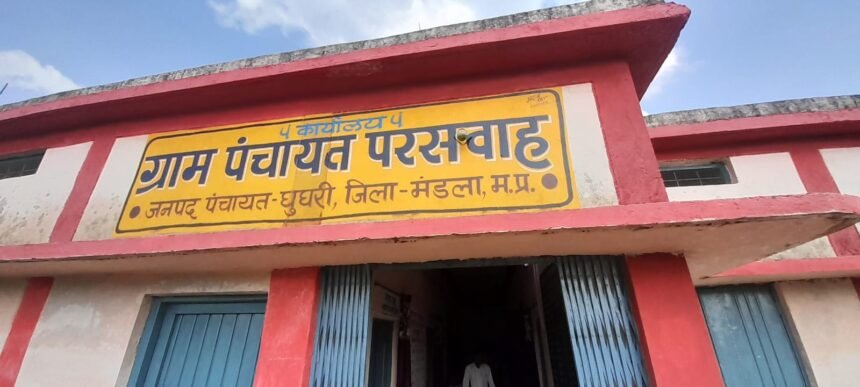 ५ कार्यालय ५
ग्राम पंचायत परसवाह
जनपद पंचायत-घुघरी, जिला-मंडला, म.प्र.